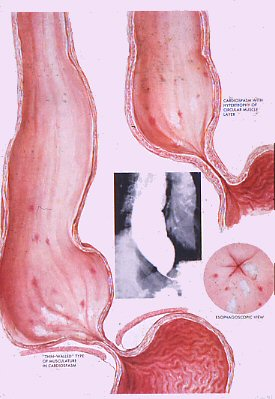 CARDIOSPASM WITH
HYPERTROPHY OF
CIRCULAR MUSCLE
LAYER
ESOPHAGOSCOPIC VIEW
"THIN-WALLED" TYPE
OF MUSCULATURE
IN CARDIOSPASM